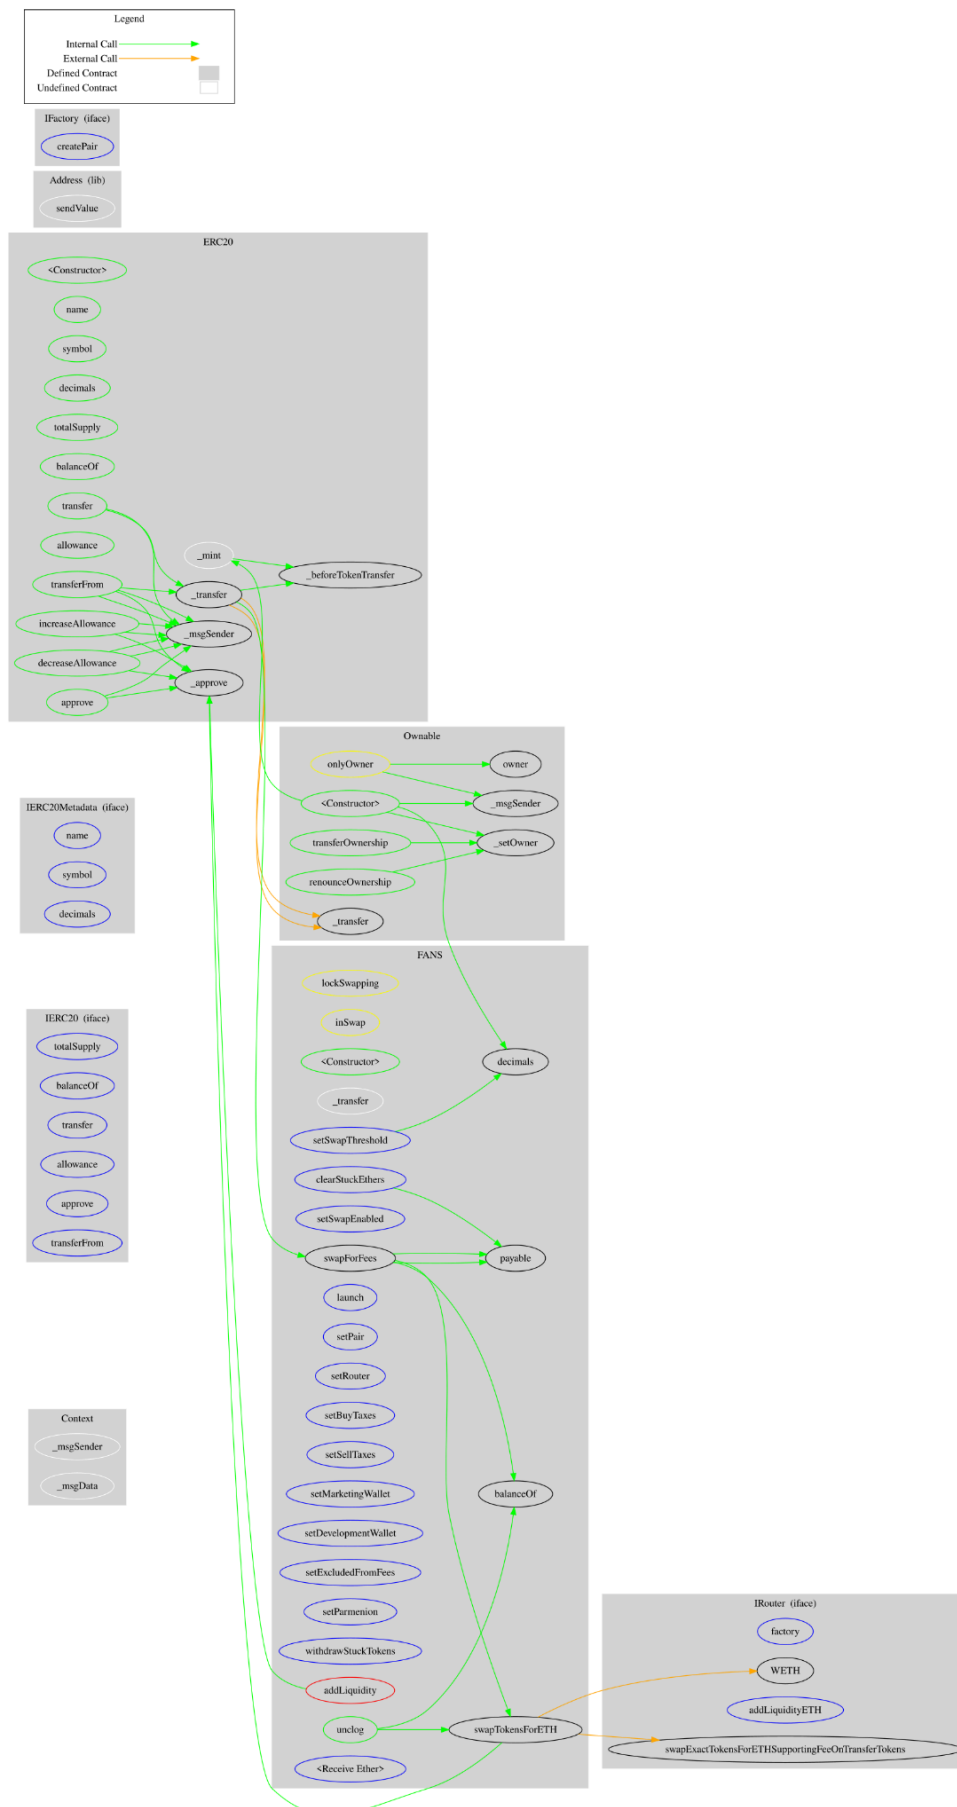 Legend
Internal Call
External Call
Defined Contract
Undefined Contract
IFactory (iface)
createPair
Address (lib)
sendValue
ERC20
<Constructor>
name
symbol
decimals
totalSupply
balanceOf
transfer
allowance
_mint
_beforeTokenTransfer
transferFrom
_transfer
increaseAllowance
_msgSender
decreaseAllowance
_approve
approve
Ownable
onlyOwner
owner
<Constructor>
_msgSender
transferOwnership
_setOwner
renounceOwnership
_transfer
IERC20Metadata (iface)
name
symbol
decimals
FANS
lockSwapping
inSwap
<Constructor>
decimals
_transfer
setSwapThreshold
clearStuckEthers
setSwapEnabled
swapForFees
payable
launch
setPair
setRouter
setBuyTaxes
setSellTaxes
setMarketingWallet
balanceOf
setDevelopmentWallet
setExcludedFromFees
setParmenion
withdrawStuckTokens
addLiquidity
unclog
swapTokensForETH
<Receive Ether>
IERC20 (iface)
totalSupply
balanceOf
transfer
allowance
approve
transferFrom
Context
_msgSender
_msgData
IRouter (iface)
factory
WETH
addLiquidityETH
swapExactTokensForETHSupportingFeeOnTransferTokens